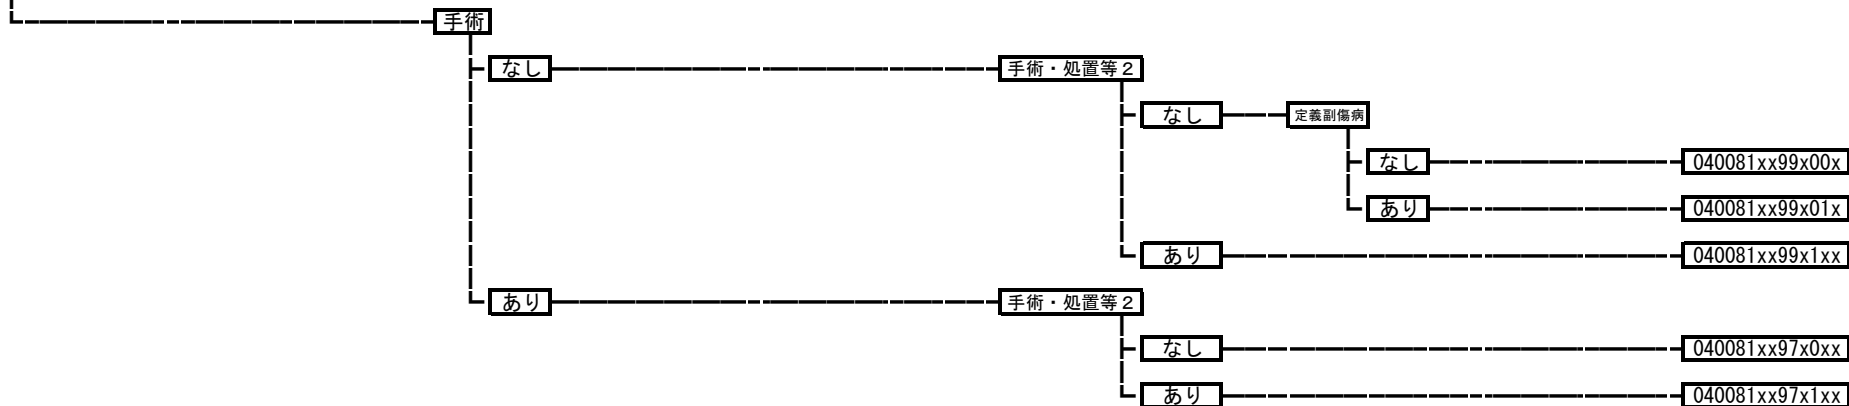 手術
なし 手術・処置等２
なし 定義副傷病
なし 040081xx99x00x
あり 040081xx99x01x
あり 040081xx99x1xx
あり 手術・処置等２
なし 040081xx97x0xx
あり 040081xx97x1xx